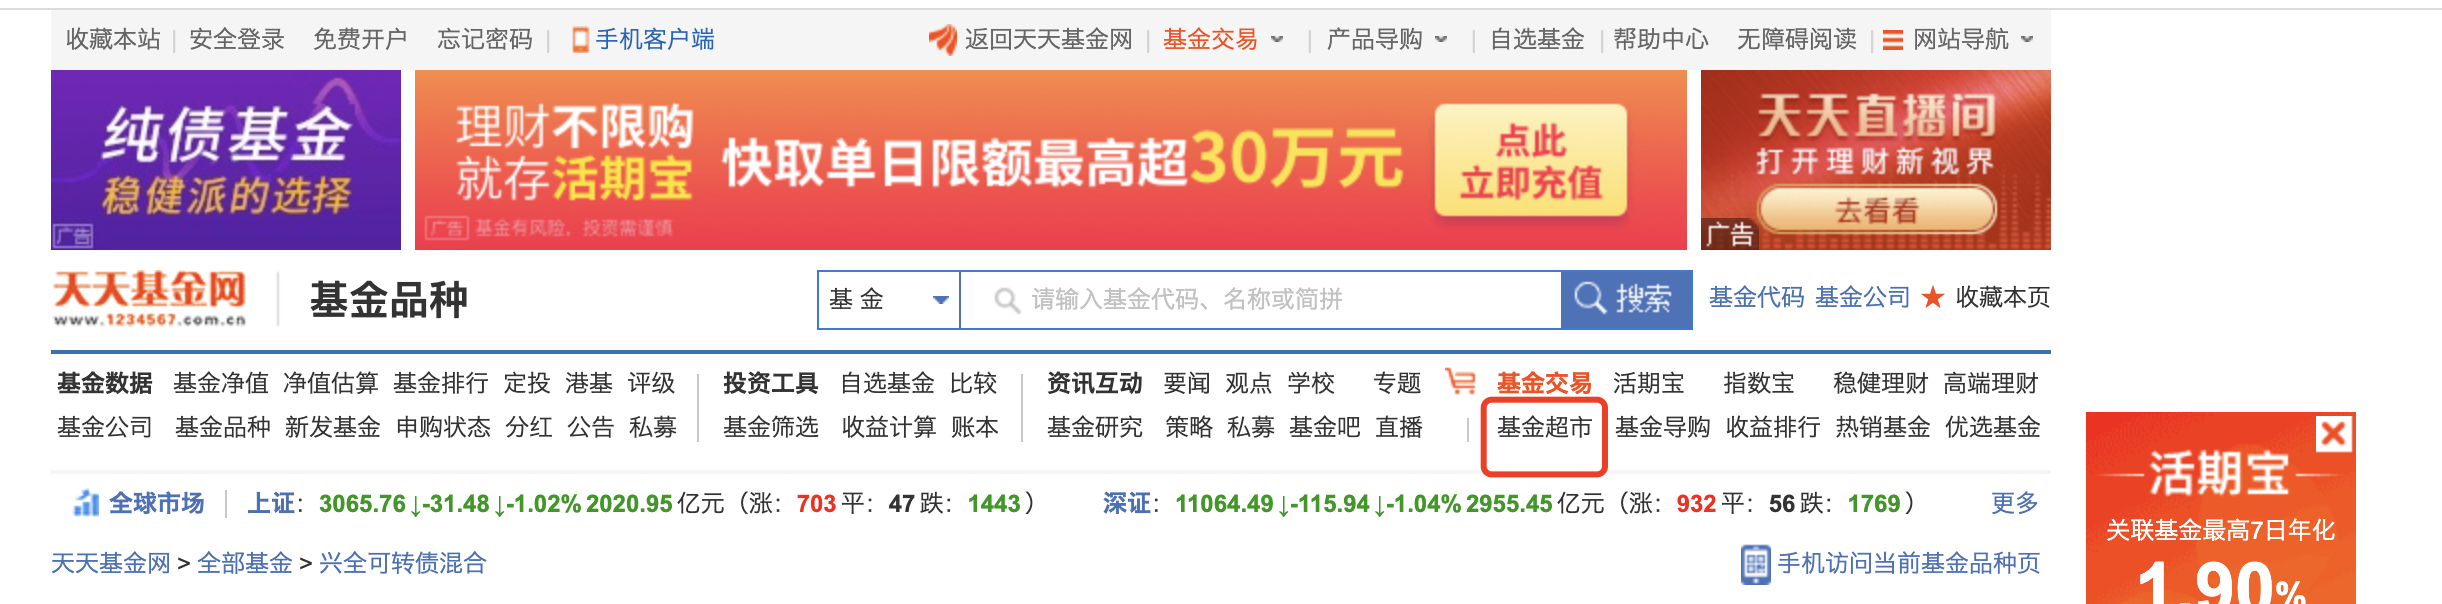 收藏本站 | 安全登录 免费开户 忘记密码 | 手机客户端 返回天天基金网 | 基金交易 | 产品导购 | 自选基金 | 帮助中心 无障碍阅读 | 网站导航
纯债基金
稳健派的选择
广告
理财不限购
就存活期宝
快取单日限额最高超30万元
点此
立即充值
广告 基金有风险，投资需谨慎
天天直播间
打开理财新视界
去看看
广告
天天基金网
www.1234567.com.cn
基金品种
基金 请输入基金代码、名称或简拼 搜索 基金代码 基金公司 ★ 收藏本页
基金数据 基金净值 净值估算 基金排行 定投 港基 评级 投资工具 自选基金 比较 资讯互动 要闻 观点 学校 专题 基金交易 活期宝 指数宝 稳健理财 高端理财
基金公司 基金品种 新发基金 申购状态 分红 公告 私募 基金筛选 收益计算 账本 基金研究 策略 私募 基金吧 直播 | 基金超市 基金导购 收益排行 热销基金 优选基金
全球市场 | 上证：3065.76↓-31.48↓-1.02% 2020.95亿元（涨：703平：47跌：1443） 深证：11064.49↓-115.94↓-1.04% 2955.45亿元（涨：932平：56跌：1769） 更多
天天基金网 > 全部基金 > 兴全可转债混合 手机访问当前基金品种页
活期宝
关联基金最高7日年化
1.90%